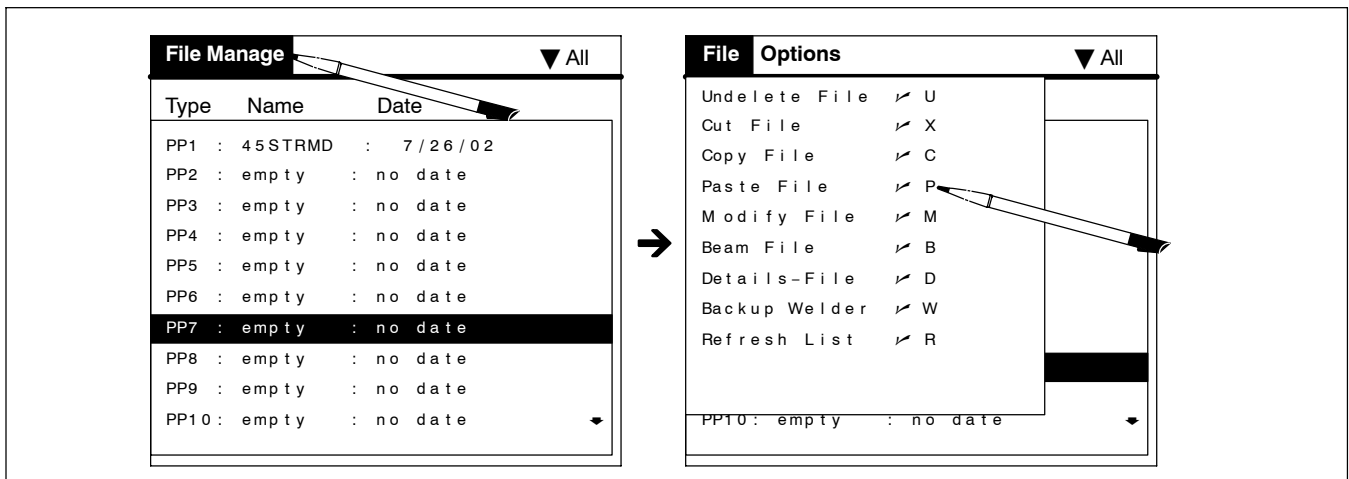 File Manage ▼ All
Type Name Date
PP1 : 45STRMD : 7/26/02
PP2 : empty : no date
PP3 : empty : no date
PP4 : empty : no date
PP5 : empty : no date
PP6 : empty : no date
PP7 : empty : no date
PP8 : empty : no date
PP9 : empty : no date
PP10: empty : no date
File Options ▼ All
Undelete File U
Cut File X
Copy File C
Paste File P
Modify File M
Beam File B
Details-File D
Backup Welder W
Refresh List R
PP10: empty : no date